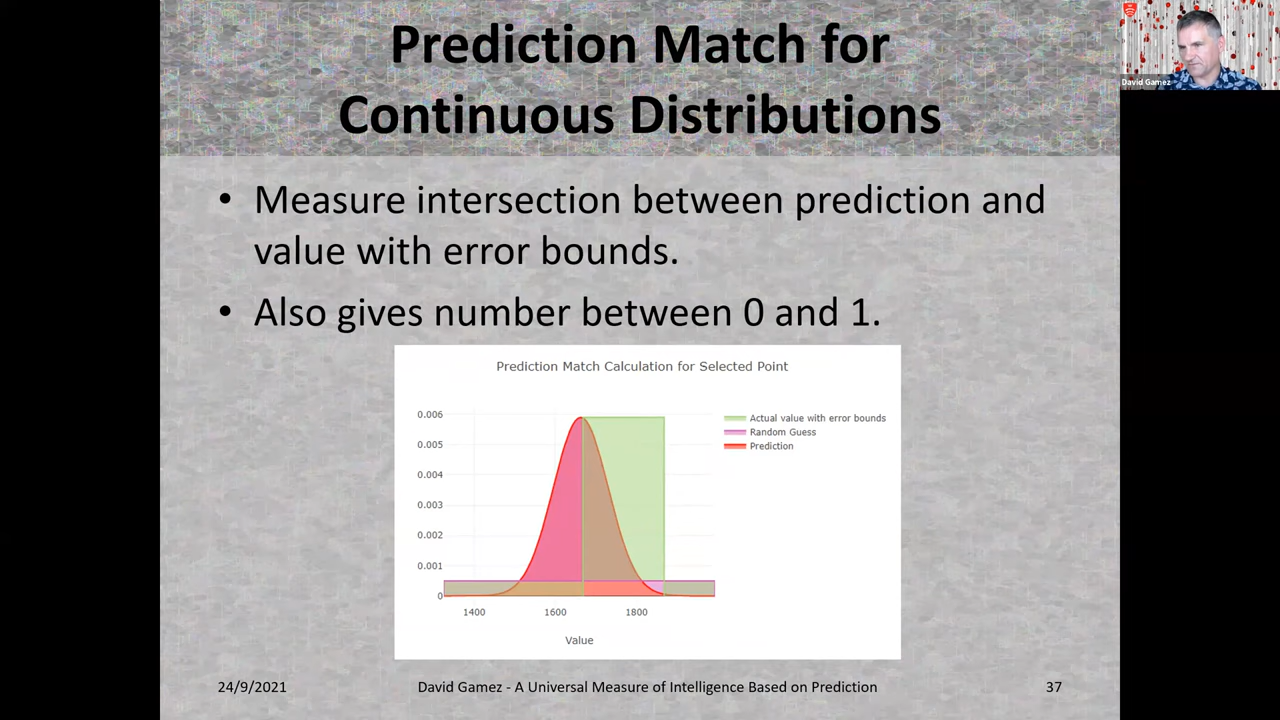 Prediction Match for
Continuous Distributions
David Gamez
• Measure intersection between prediction and
value with error bounds.
• Also gives number between 0 and 1.
Prediction Match Calculation for Selected Point
0.006
0.005
0.004
0.003
0.002
0.001
0
1400 1600 1800
Value
Actual value with error bounds
Random Guess
Prediction
24/9/2021 David Gamez - A Universal Measure of Intelligence Based on Prediction 37